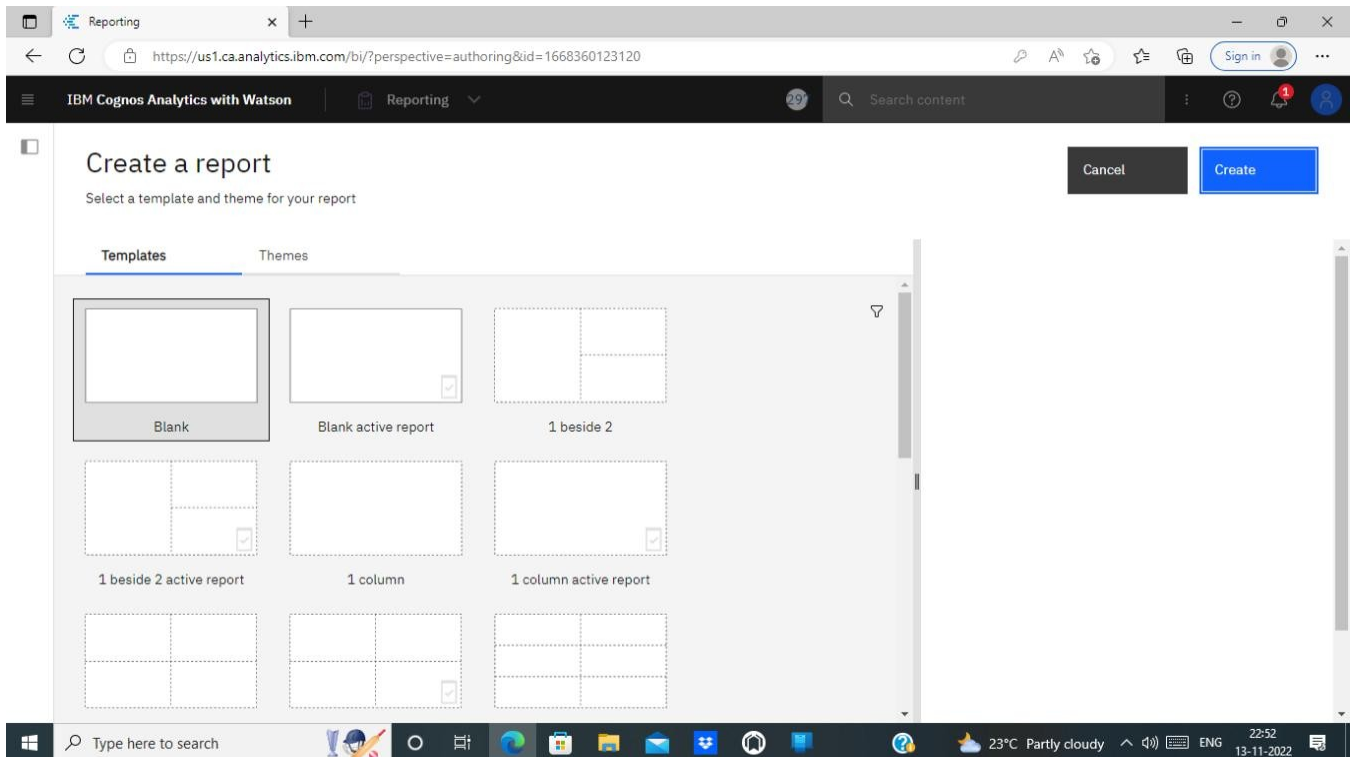 Reporting
https://us1.ca.analytics.ibm.com/bi/?perspective=authoring&id=1668360123120
Sign in
IBM Cognos Analytics with Watson
Reporting
29
Search content
1
Create a report
Cancel
Create
Select a template and theme for your report
Templates
Themes
Blank
Blank active report
1 beside 2
1 beside 2 active report
1 column
1 column active report
Type here to search
23°C Partly cloudy
ENG
22:52
13-11-2022